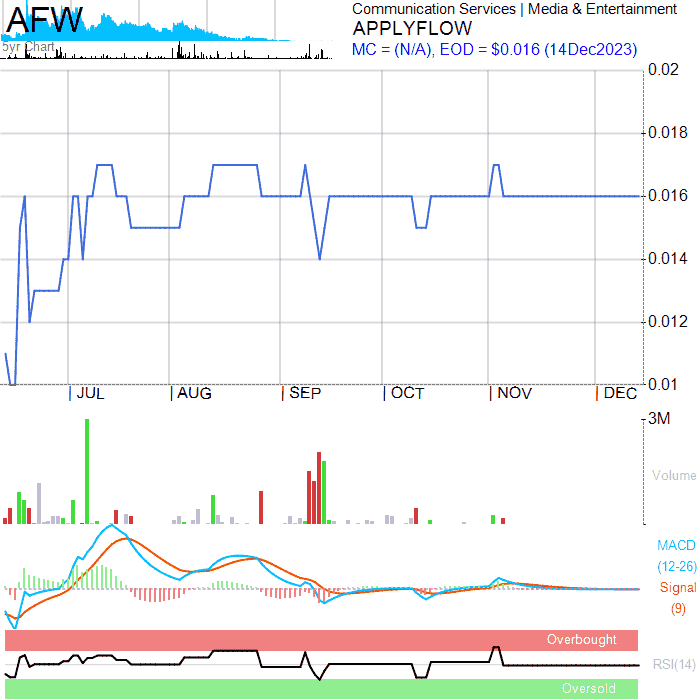 AFW
5yr Chart
Communication Services | Media & Entertainment
APPLYFLOW
MC = (N/A), EOD = $0.016 (14Dec2023)
0.02
0.018
0.016
0.014
0.012
0.01
JUL AUG SEP OCT NOV DEC
3M
Volume
MACD
(12-26)
Signal
(9)
Overbought
RSI(14)
Oversold